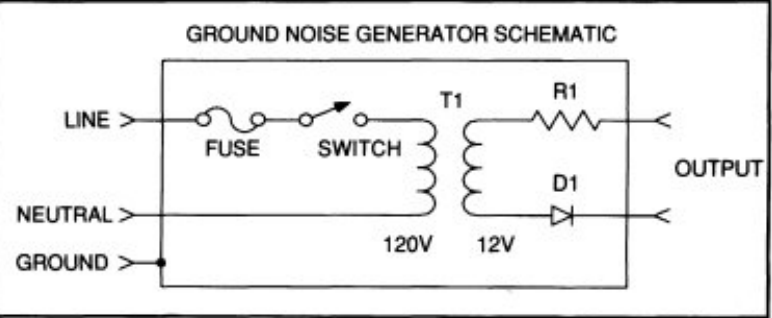 GROUND NOISE GENERATOR SCHEMATIC
LINE
FUSE
SWITCH
T1
R1
OUTPUT
D1
NEUTRAL
120V
12V
GROUND